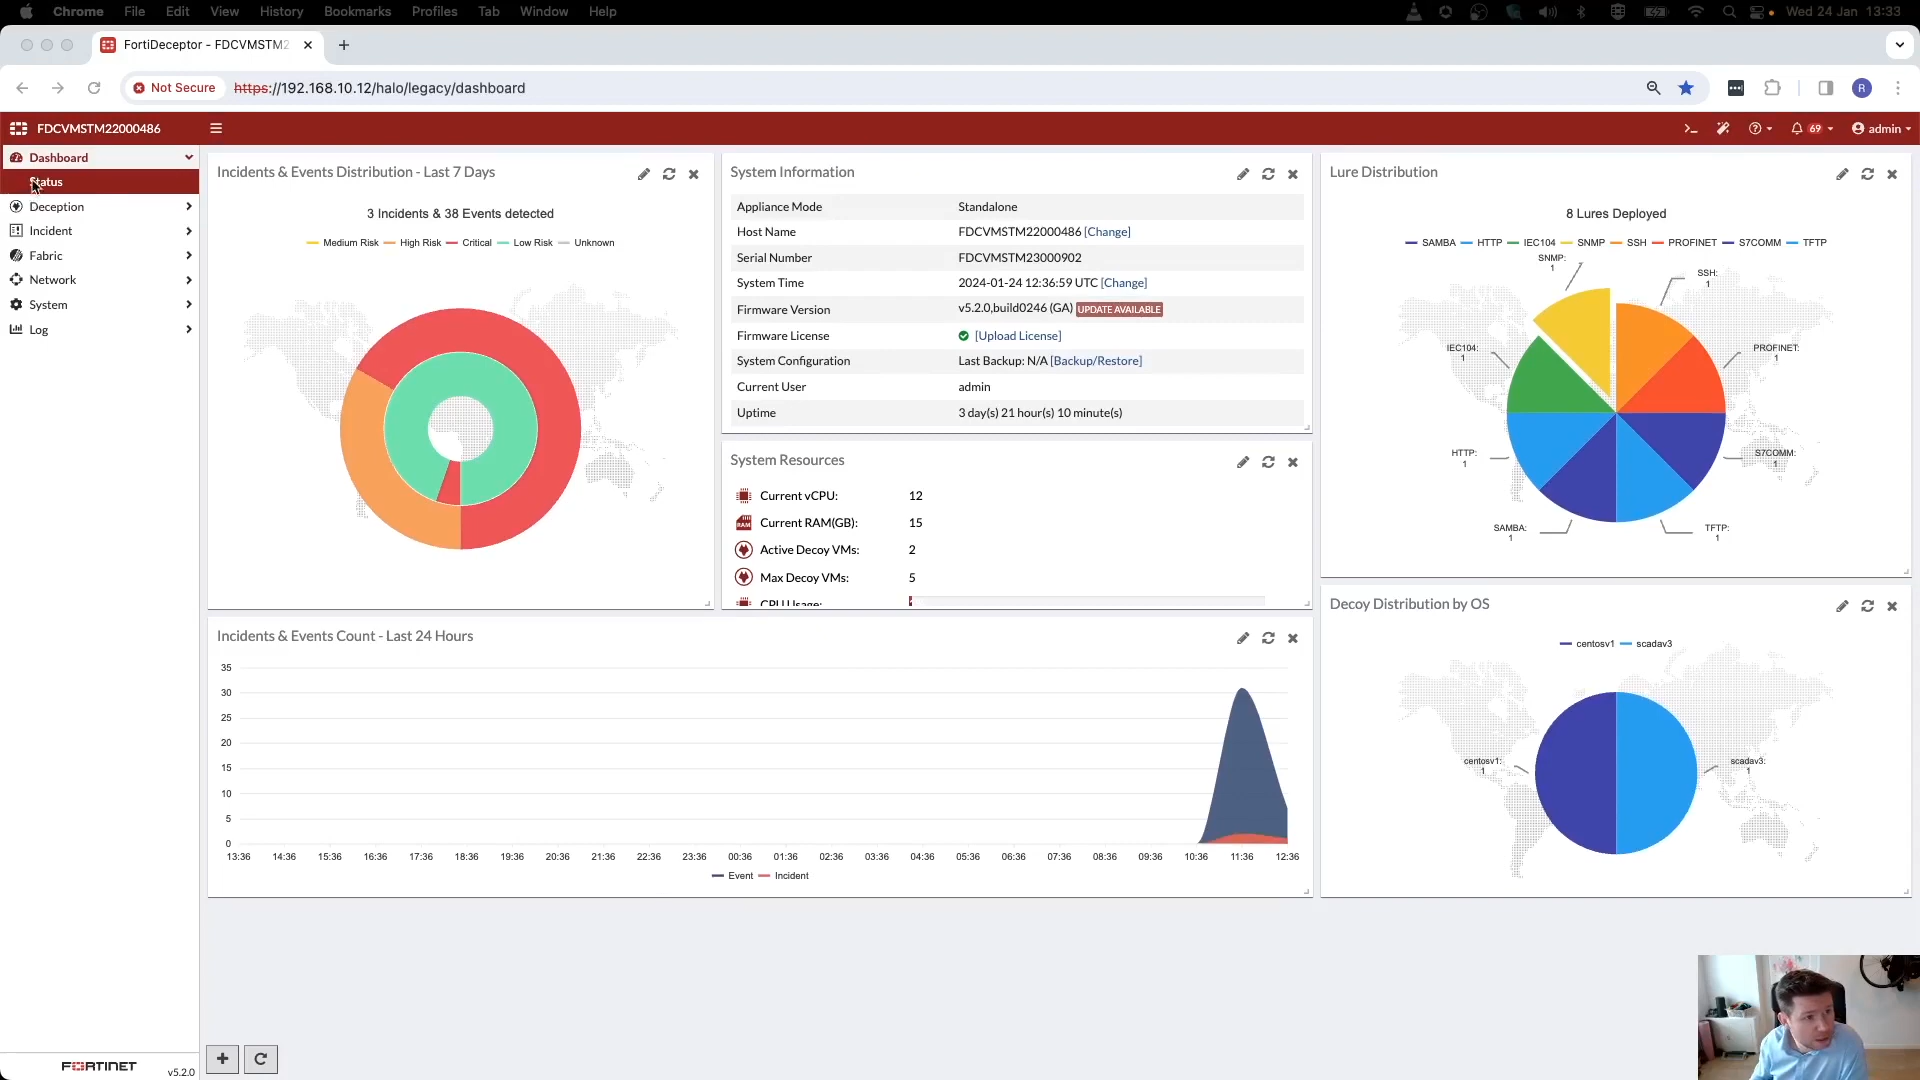 Chrome File Edit View History Bookmarks Profiles Tab Window Help Wed 24 Jan 13:33
FortiDeceptor - FDCVMSTM2
Not Secure https://192.168.10.12/halo/legacy/dashboard R
FDCVMSTM22000486 69 admin
Dashboard
Status
Deception
Incident
Fabric
Network
System
Log
Incidents & Events Distribution - Last 7 Days
3 Incidents & 38 Events detected
Medium Risk High Risk Critical Low Risk Unknown
System Information
Appliance Mode Standalone
Host Name FDCVMSTM22000486 [Change]
Serial Number FDCVMSTM23000902
System Time 2024-01-24 12:36:59 UTC [Change]
Firmware Version v5.2.0,build0246 (GA) UPDATE AVAILABLE
Firmware License [Upload License]
System Configuration Last Backup: N/A [Backup/Restore]
Current User admin
Uptime 3 day(s) 21 hour(s) 10 minute(s)
System Resources
Current vCPU: 12
RAM Current RAM(GB): 15
Active Decoy VMs: 2
Max Decoy VMs: 5
CPU Usage:
Lure Distribution
8 Lures Deployed
SAMBA HTTP IEC104 SNMP SSH PROFINET S7COMM TFTP
SNMP:
1
SSH:
1
IEC104:
1
PROFINET:
1
HTTP:
1
S7COMM:
1
SAMBA:
1
TFTP:
1
Incidents & Events Count - Last 24 Hours
35
30
25
20
15
10
5
0
13:36 14:36 15:36 16:36 17:36 18:36 19:36 20:36 21:36 22:36 23:36 00:36 01:36 02:36 03:36 04:36 05:36 06:36 07:36 08:36 09:36 10:36 11:36 12:36
Event Incident
Decoy Distribution by OS
centosv1 scadav3
centosv1:
1
scadav3:
1
FORTINET v5.2.0